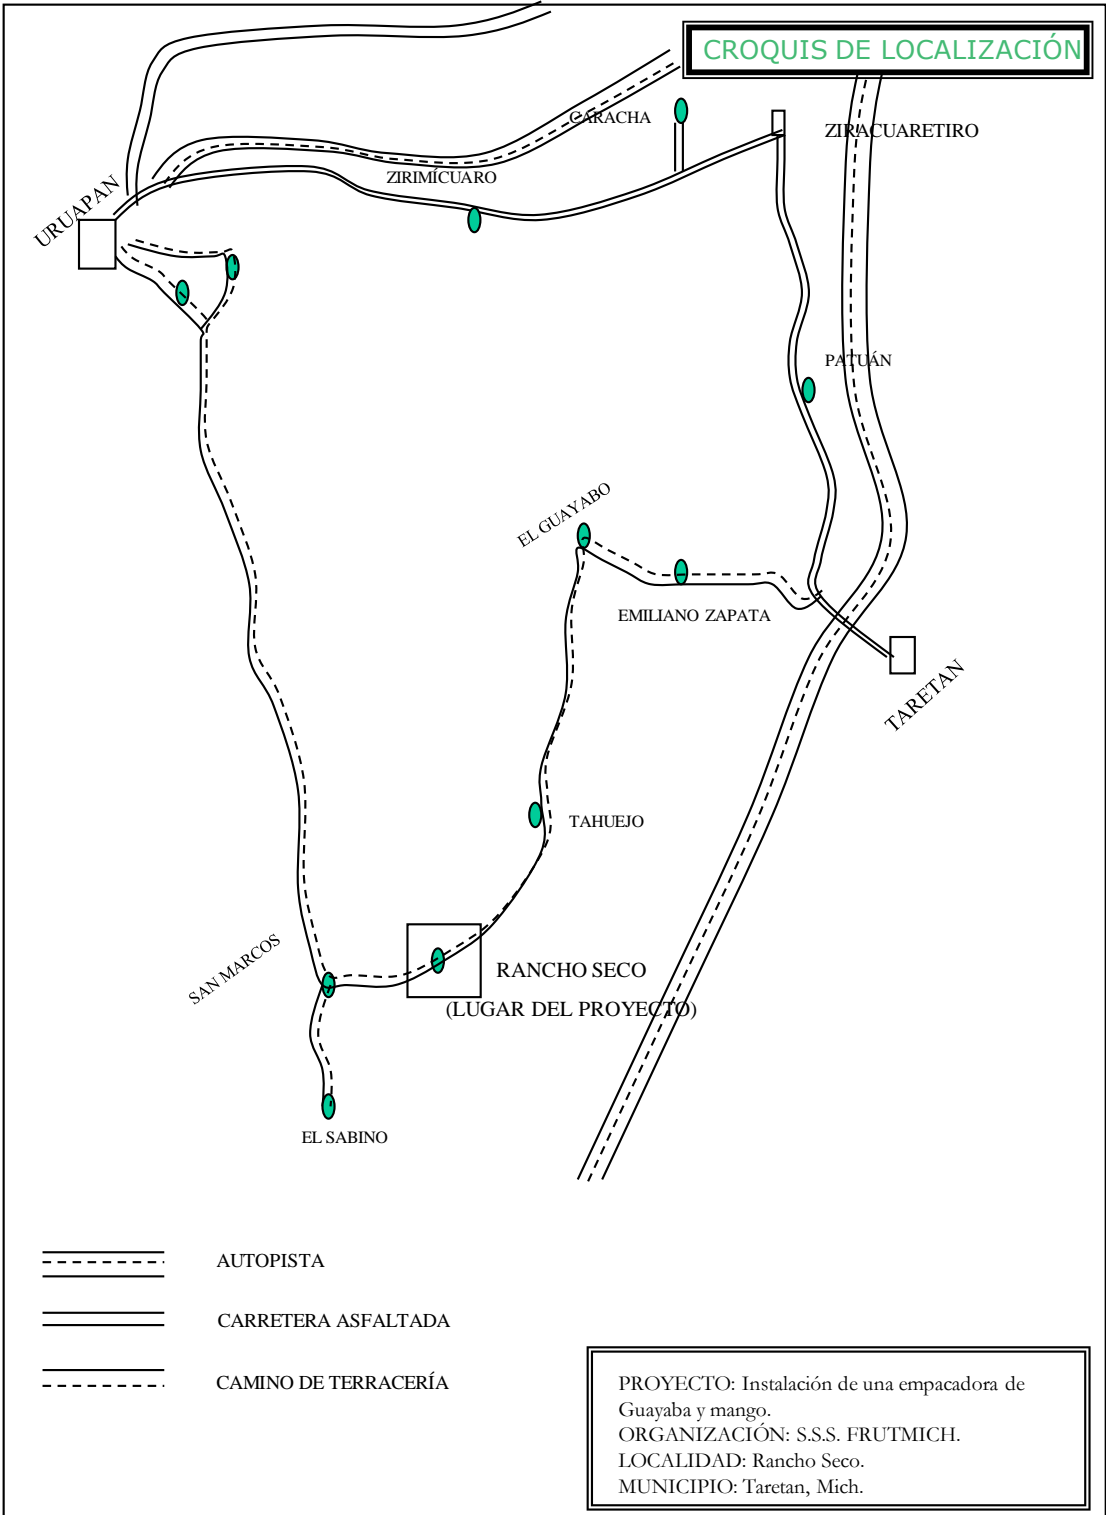 CROQUIS DE LOCALIZACIÓN
CARACHA
ZIRACUARETIRO
ZIRIMÍCUARO
URUAPAN
PATUÁN
EL GUAYABO
EMILIANO ZAPATA
TARETAN
TAHUEJO
SAN MARCOS
RANCHO SECO
(LUGAR DEL PROYECTO)
EL SABINO
AUTOPISTA
CARRETERA ASFALTADA
CAMINO DE TERRACERÍA
PROYECTO: Instalación de una empacadora de
Guayaba y mango.
ORGANIZACIÓN: S.S.S. FRUTMICH.
LOCALIDAD: Rancho Seco.
MUNICIPIO: Taretan, Mich.